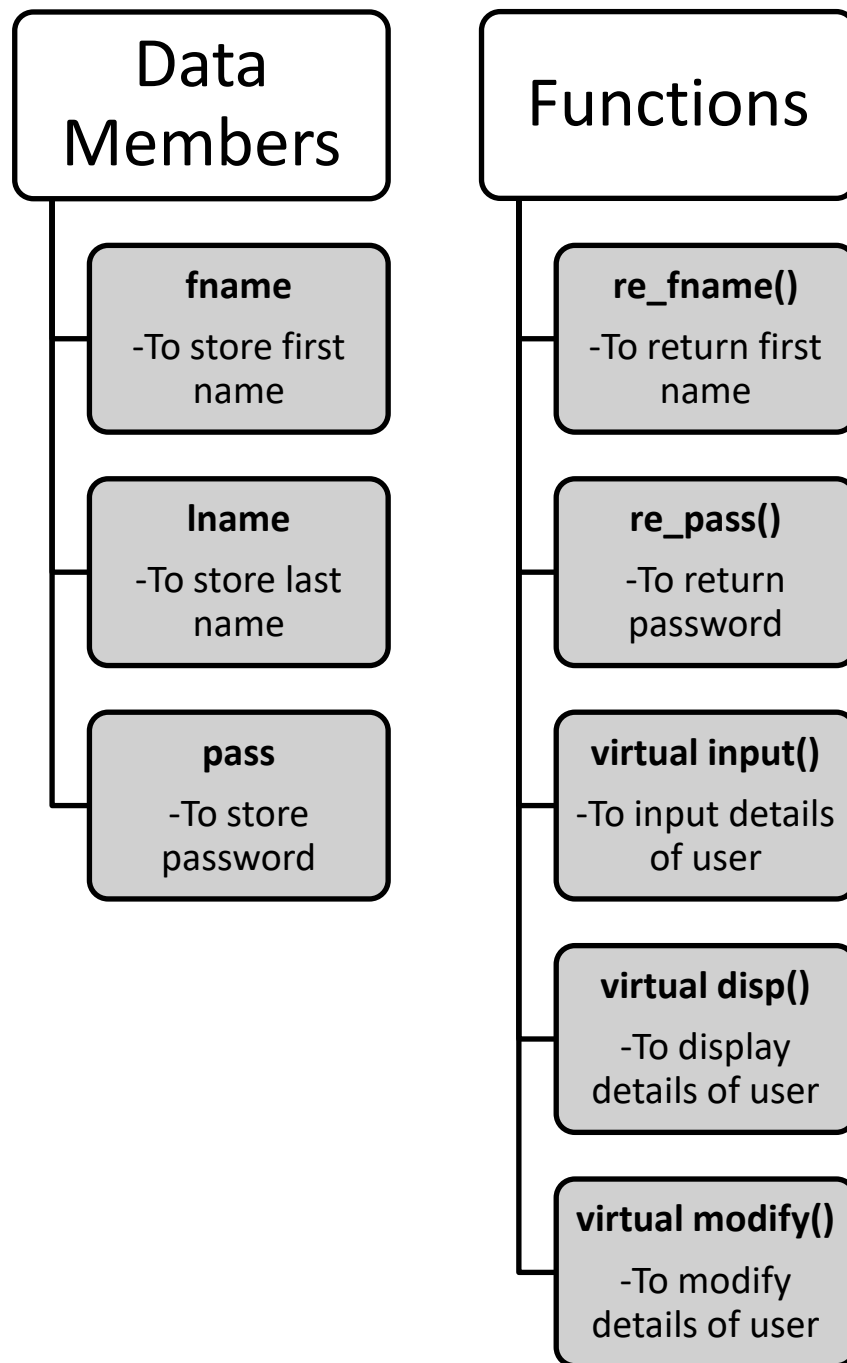 Data
Members
fname
-To store first
name
lname
-To store last
name
pass
-To store
password
Functions
re_fname()
-To return first
name
re_pass()
-To return
password
virtual input()
-To input details
of user
virtual disp()
-To display
details of user
virtual modify()
-To modify
details of user